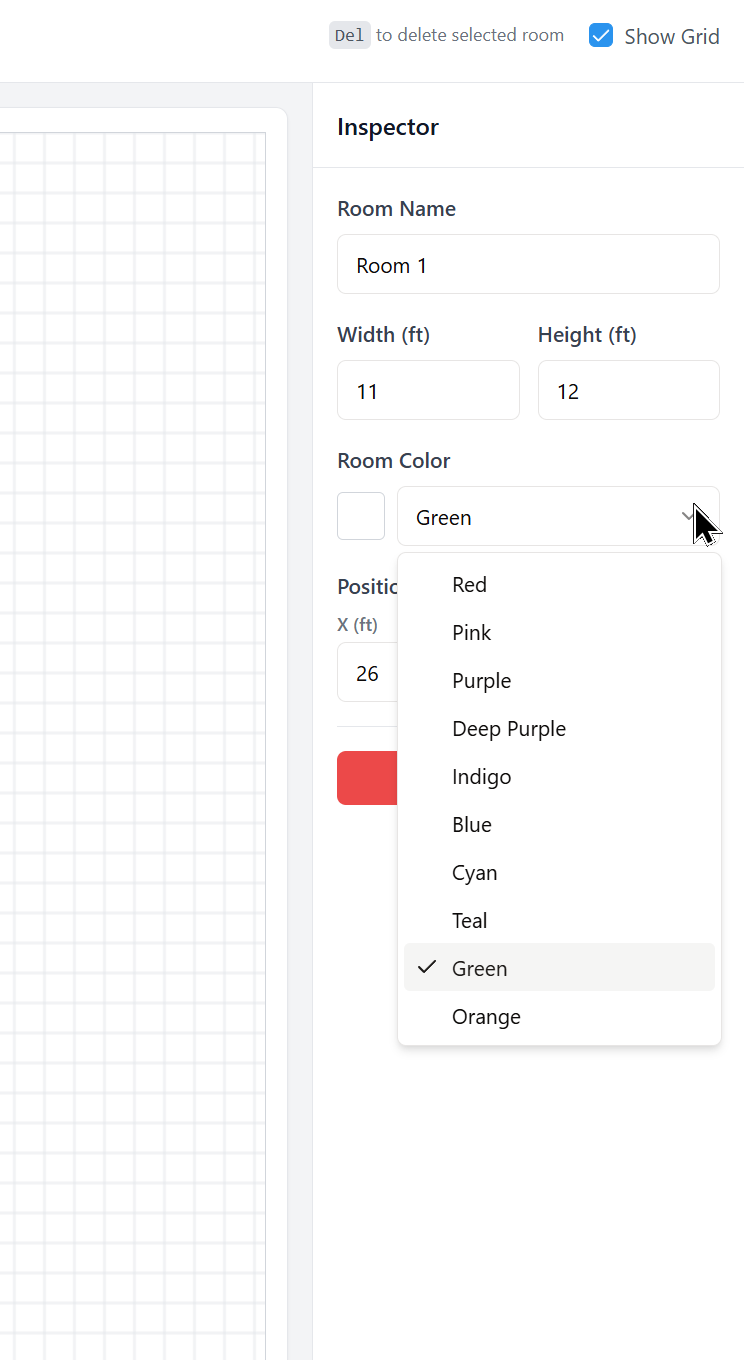 Del to delete selected room Show Grid
Inspector
Room Name
Room 1
Width (ft) Height (ft)
11 12
Room Color
Green
X (ft)
26
Red
Pink
Purple
Deep Purple
Indigo
Blue
Cyan
Teal
Green
Orange